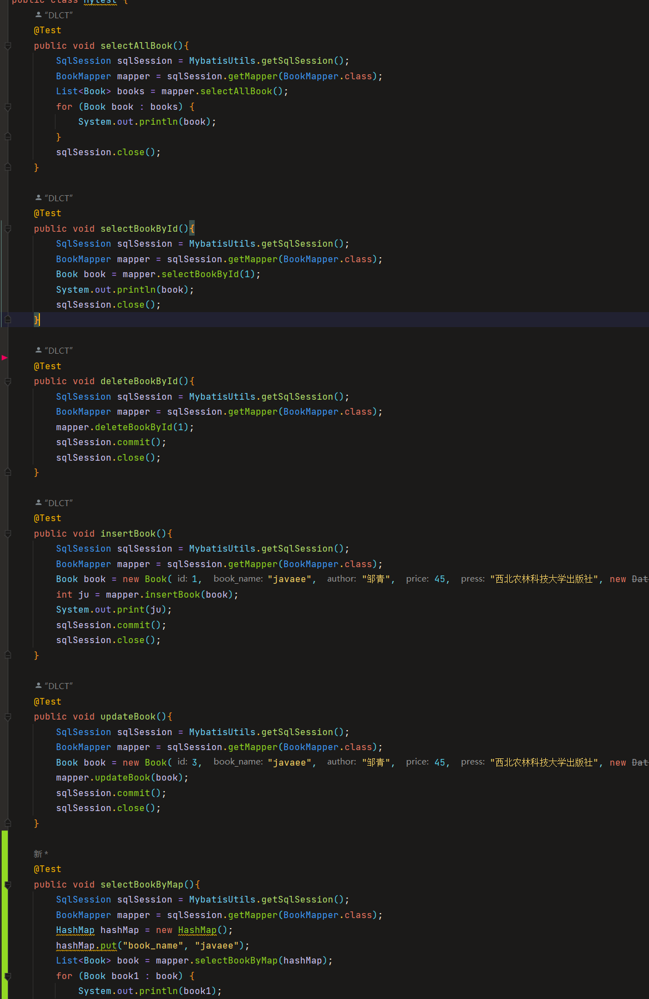 public class Mytest {
"DLCT"
@Test
public void selectAllBook(){
SqlSession sqlSession = MybatisUtils.getSqlSession();
BookMapper mapper = sqlSession.getMapper(BookMapper.class);
List<Book> books = mapper.selectAllBook();
for (Book book : books) {
System.out.println(book);
}
sqlSession.close();
}
"DLCT"
@Test
public void selectBookById(){
SqlSession sqlSession = MybatisUtils.getSqlSession();
BookMapper mapper = sqlSession.getMapper(BookMapper.class);
Book book = mapper.selectBookById(1);
System.out.println(book);
sqlSession.close();
}
"DLCT"
@Test
public void deleteBookById(){
SqlSession sqlSession = MybatisUtils.getSqlSession();
BookMapper mapper = sqlSession.getMapper(BookMapper.class);
mapper.deleteBookById(1);
sqlSession.commit();
sqlSession.close();
}
"DLCT"
@Test
public void insertBook(){
SqlSession sqlSession = MybatisUtils.getSqlSession();
BookMapper mapper = sqlSession.getMapper(BookMapper.class);
Book book = new Book( id: 1, book_name: "javaee", author: "邹青", price: 45, press: "西北农林科技大学出版社", new Dat
int ju = mapper.insertBook(book);
System.out.print(ju);
sqlSession.commit();
sqlSession.close();
}
"DLCT"
@Test
public void updateBook(){
SqlSession sqlSession = MybatisUtils.getSqlSession();
BookMapper mapper = sqlSession.getMapper(BookMapper.class);
Book book = new Book( id: 3, book_name: "javaee", author: "邹青", price: 45, press: "西北农林科技大学出版社", new Dat
mapper.updateBook(book);
sqlSession.commit();
sqlSession.close();
}
新 *
@Test
public void selectBookByMap(){
SqlSession sqlSession = MybatisUtils.getSqlSession();
BookMapper mapper = sqlSession.getMapper(BookMapper.class);
HashMap hashMap = new HashMap();
hashMap.put("book_name", "javaee");
List<Book> book = mapper.selectBookByMap(hashMap);
for (Book book1 : book) {
System.out.println(book1);